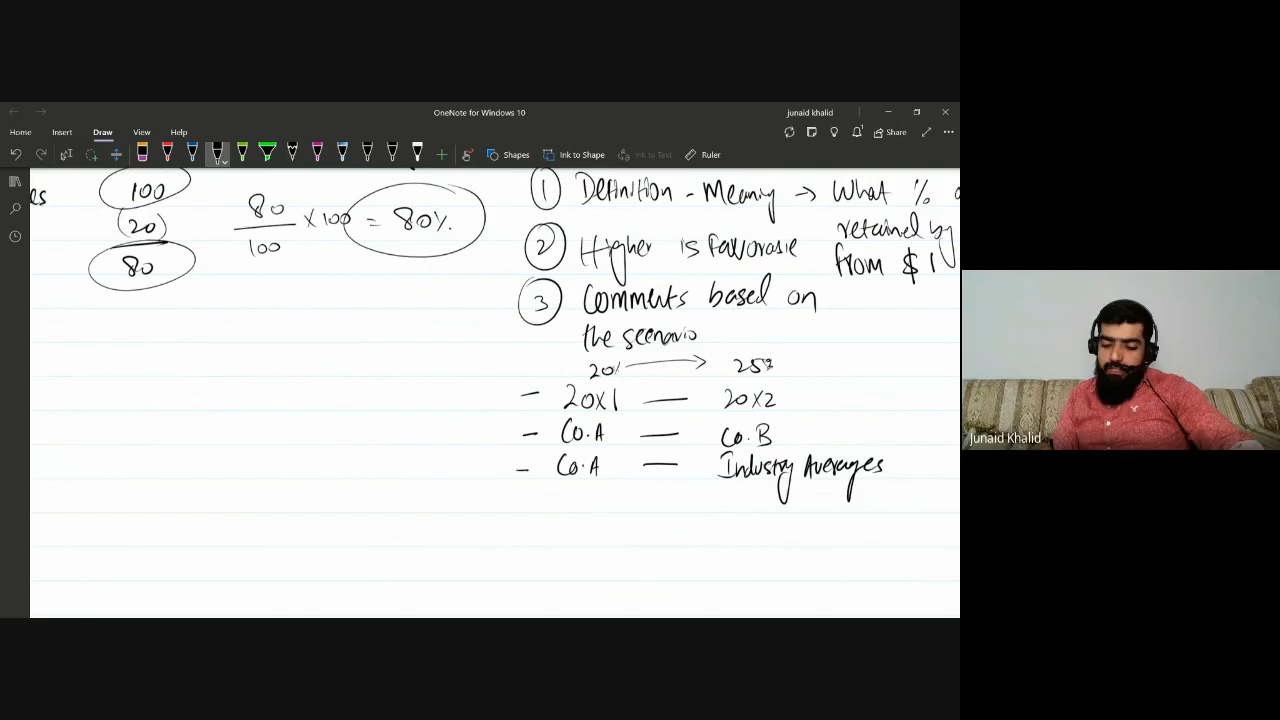 OneNote for Windows 10
junaid khalid
Home Insert Draw View Help
Share
Shapes
Ink to Shape
Ink to Text
Ruler
es
100
20
80
80
100
×100
= 80%
1 Definition - Meaning → What %
retained by
from $1
2 Higher is favorable
3 Comments based on
the scenario
20% → 25%
- 20X1 — 20X2
- Co.A — Co.B
- Co.A — Industry Averages
Junaid Khalid